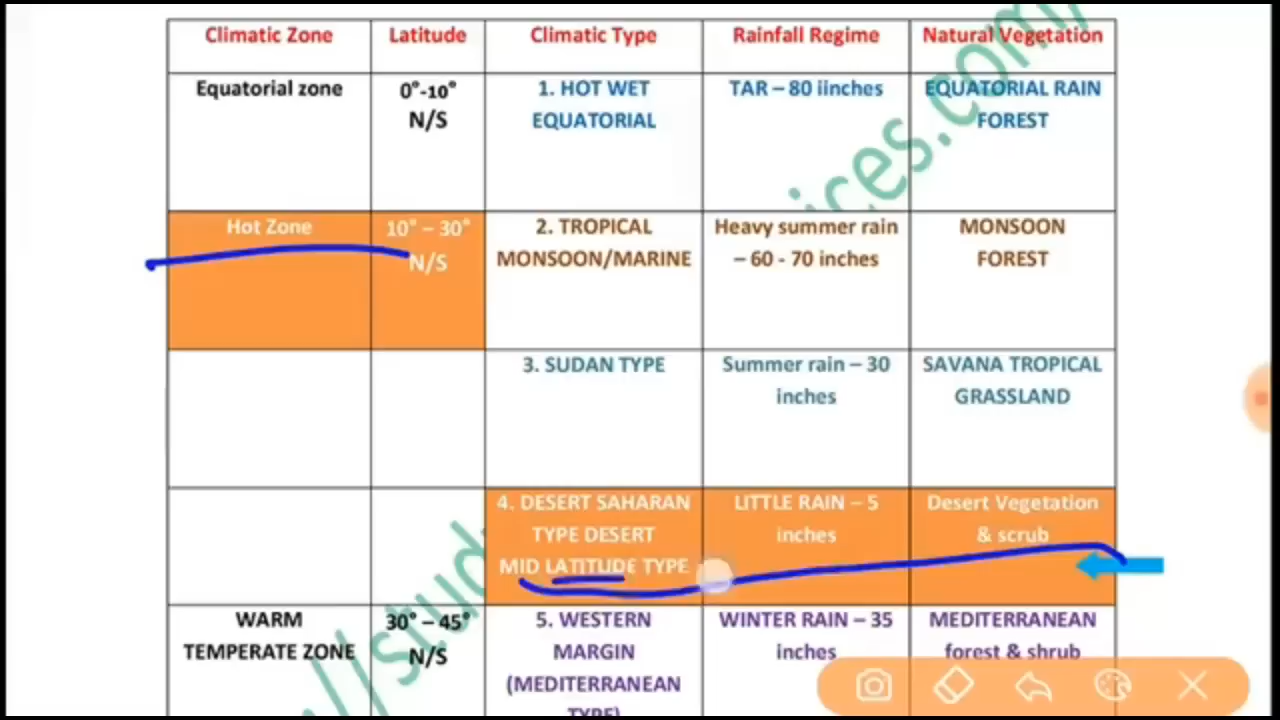 Climatic Zone Latitude Climatic Type Rainfall Regime Natural Vegetation
Equatorial zone 0°-10° 1. HOT WET TAR – 80 iinches EQUATORIAL RAIN
N/S EQUATORIAL FOREST
Hot Zone 10° – 30° 2. TROPICAL Heavy summer rain MONSOON
N/S MONSOON/MARINE – 60 - 70 inches FOREST
3. SUDAN TYPE Summer rain – 30 SAVANA TROPICAL
inches GRASSLAND
4. DESERT SAHARAN LITTLE RAIN – 5 Desert Vegetation
TYPE DESERT inches & scrub
MID LATITUDE TYPE
WARM 30° – 45° 5. WESTERN WINTER RAIN – 35 MEDITERRANEAN
TEMPERATE ZONE N/S MARGIN inches forest & shrub
(MEDITERRANEAN
TYPE)